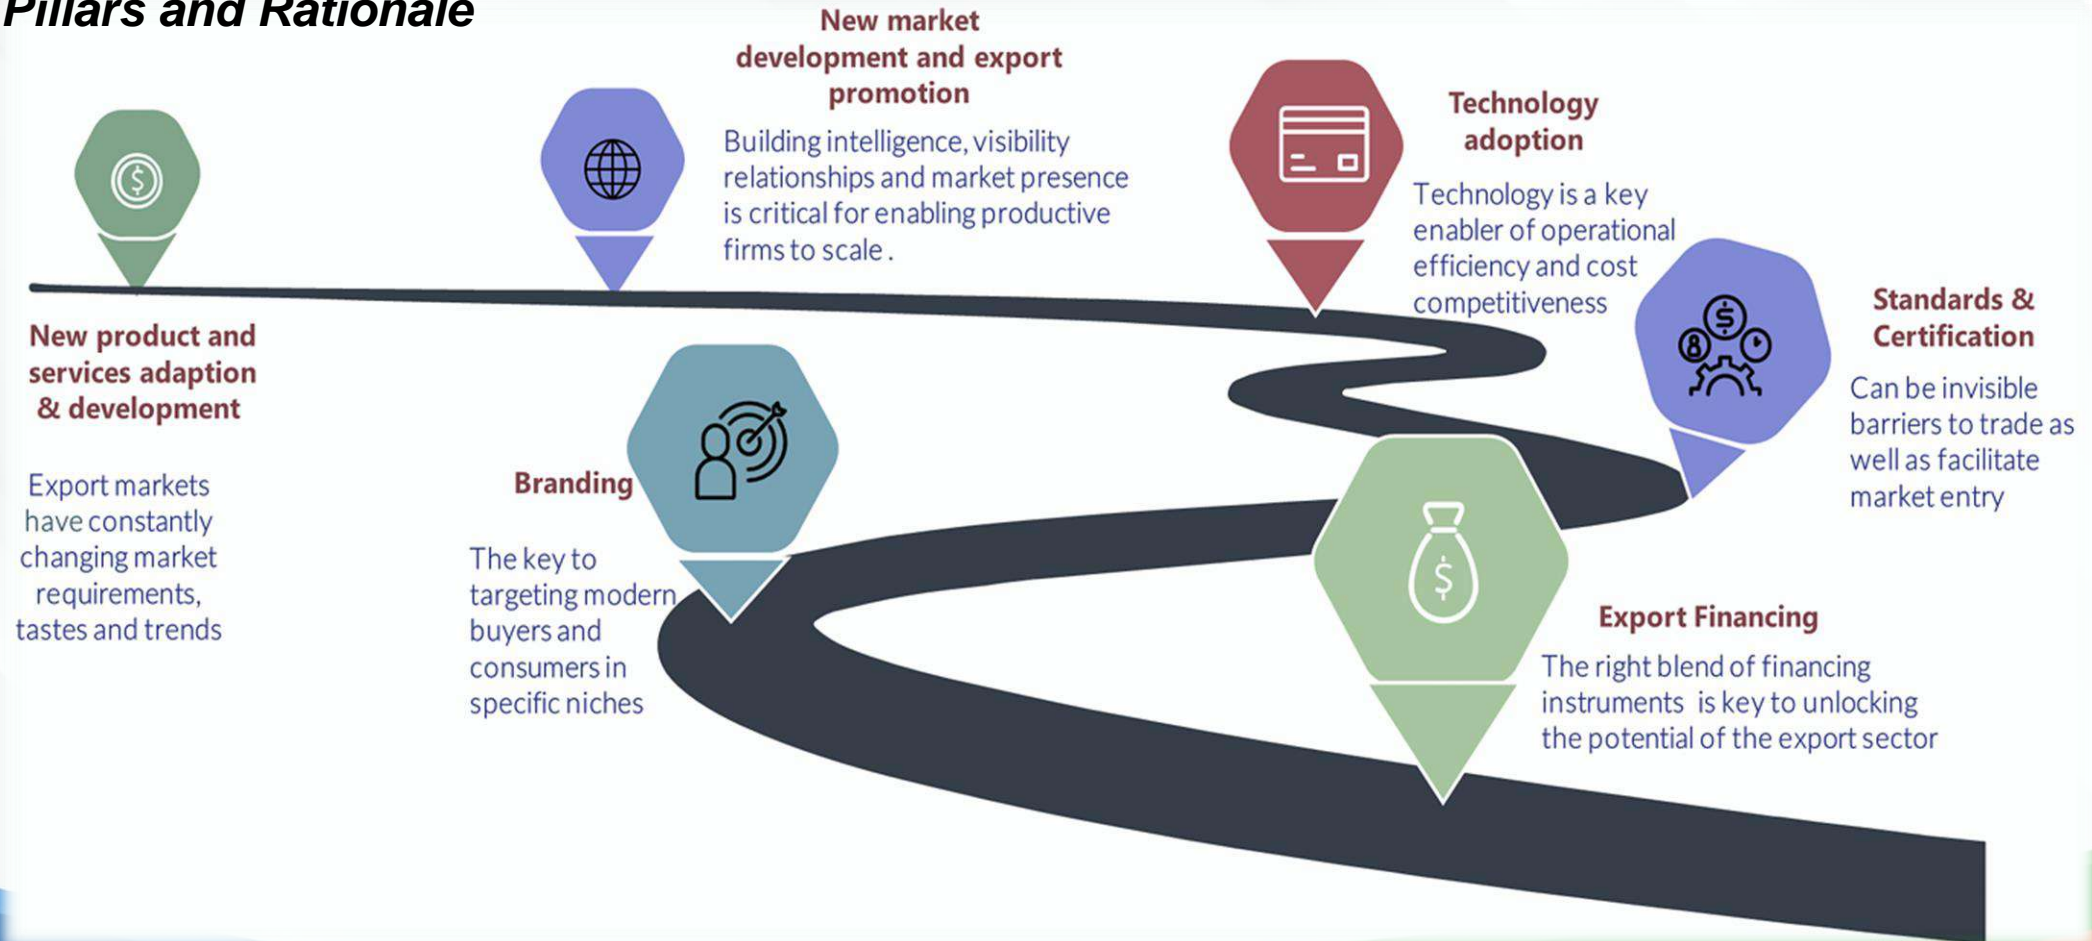 Pillars and Rationale
New market
development and export
promotion
Building intelligence, visibility
relationships and market presence
is critical for enabling productive
firms to scale .
Technology
adoption
Technology is a key
enabler of operational
efficiency and cost
competitiveness
Standards &
Certification
Can be invisible
barriers to trade as
well as facilitate
market entry
New product and
services adaption
& development
Export markets
have constantly
changing market
requirements,
tastes and trends
Branding
The key to
targeting modern
buyers and
consumers in
specific niches
Export Financing
The right blend of financing
instruments is key to unlocking
the potential of the export sector